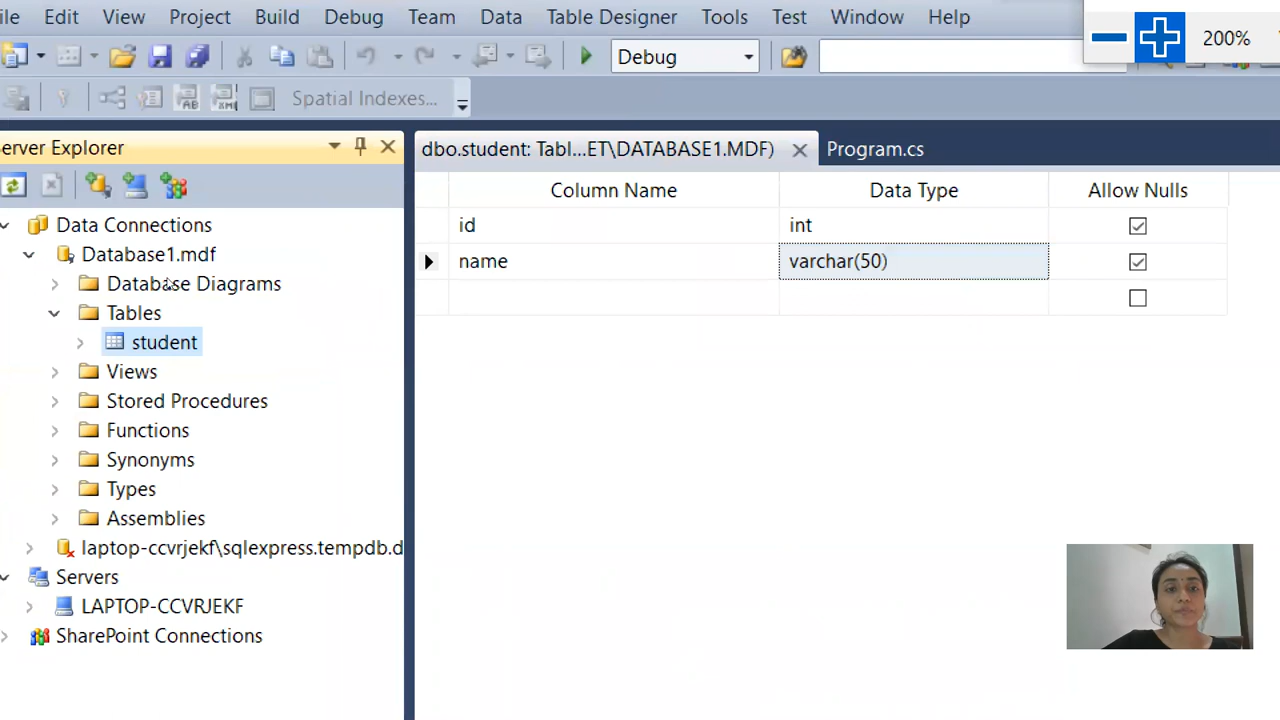 ile Edit View Project Build Debug Team Data Table Designer Tools Test Window Help
200%
Debug
Spatial Indexes...
erver Explorer
dbo.student: Tabl...ET\DATABASE1.MDF) Program.cs
Column Name Data Type Allow Nulls
Data Connections
id int
Database1.mdf
name varchar(50)
Database Diagrams
Tables
student
Views
Stored Procedures
Functions
Synonyms
Types
Assemblies
laptop-ccvrjekf\sqlexpress.tempdb.d
Servers
LAPTOP-CCVRJEKF
SharePoint Connections